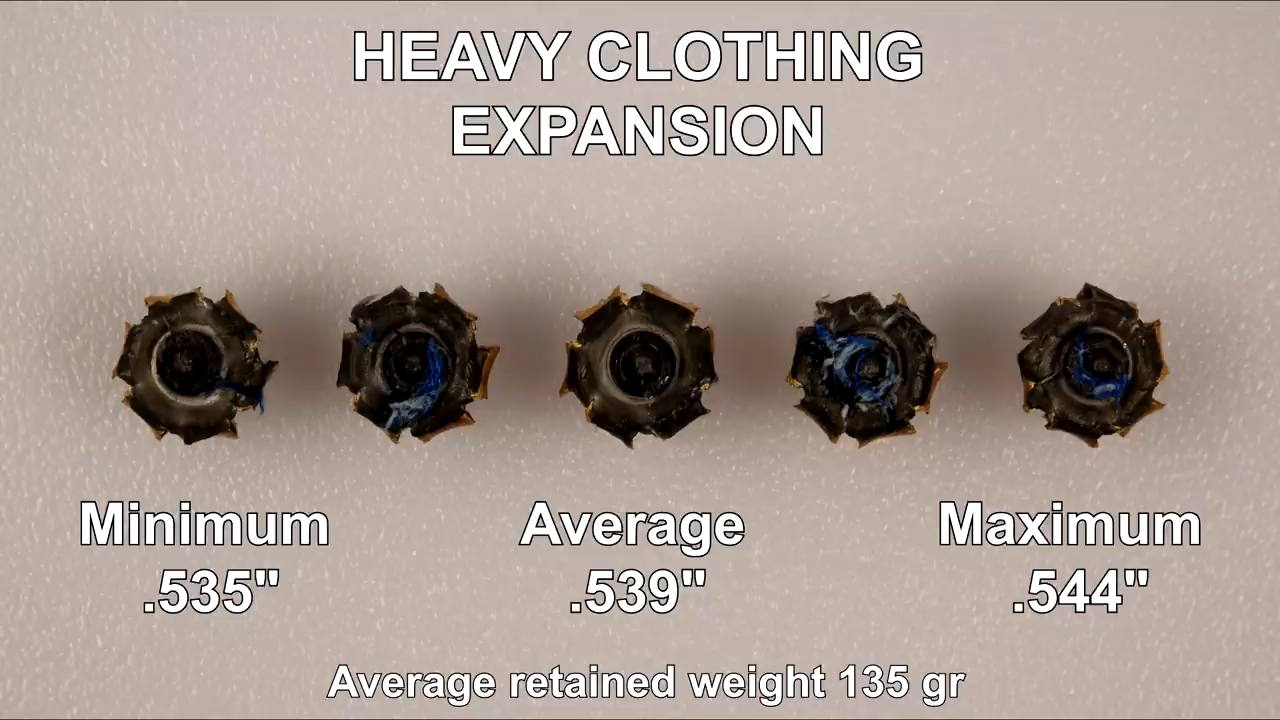 HEAVY CLOTHING
EXPANSION
Minimum Average Maximum
.535" .539" .544"
Average retained weight 135 gr